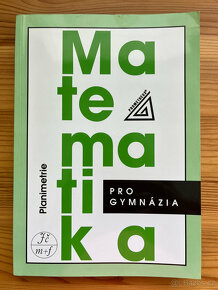 Ma
te
PROMETHEUS
ma
ti
ka
Planimetrie
PRO
GYMNÁZIA
Jč
m+f